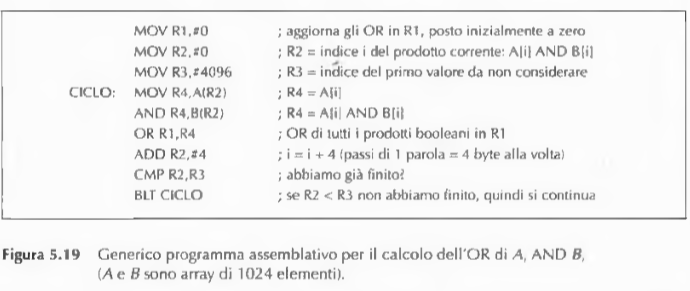 MOV R1,#0 ; aggiorna gli OR in R1, posto inizialmente a zero
MOV R2,#0 ; R2 = indice i del prodotto corrente: A[i] AND B[i]
MOV R3,#4096 ; R3 = indice del primo valore da non considerare
CICLO: MOV R4,A(R2) ; R4 = A[i]
AND R4,B(R2) ; R4 = A[i] AND B[i]
OR R1,R4 ; OR di tutti i prodotti booleani in R1
ADD R2,#4 ; i = i + 4 (passi di 1 parola = 4 byte alla volta)
CMP R2,R3 ; abbiamo già finito?
BLT CICLO ; se R2 < R3 non abbiamo finito, quindi si continua
Figura 5.19 Generico programma assemblativo per il calcolo dell'OR di A, AND B,
(A e B sono array di 1024 elementi).